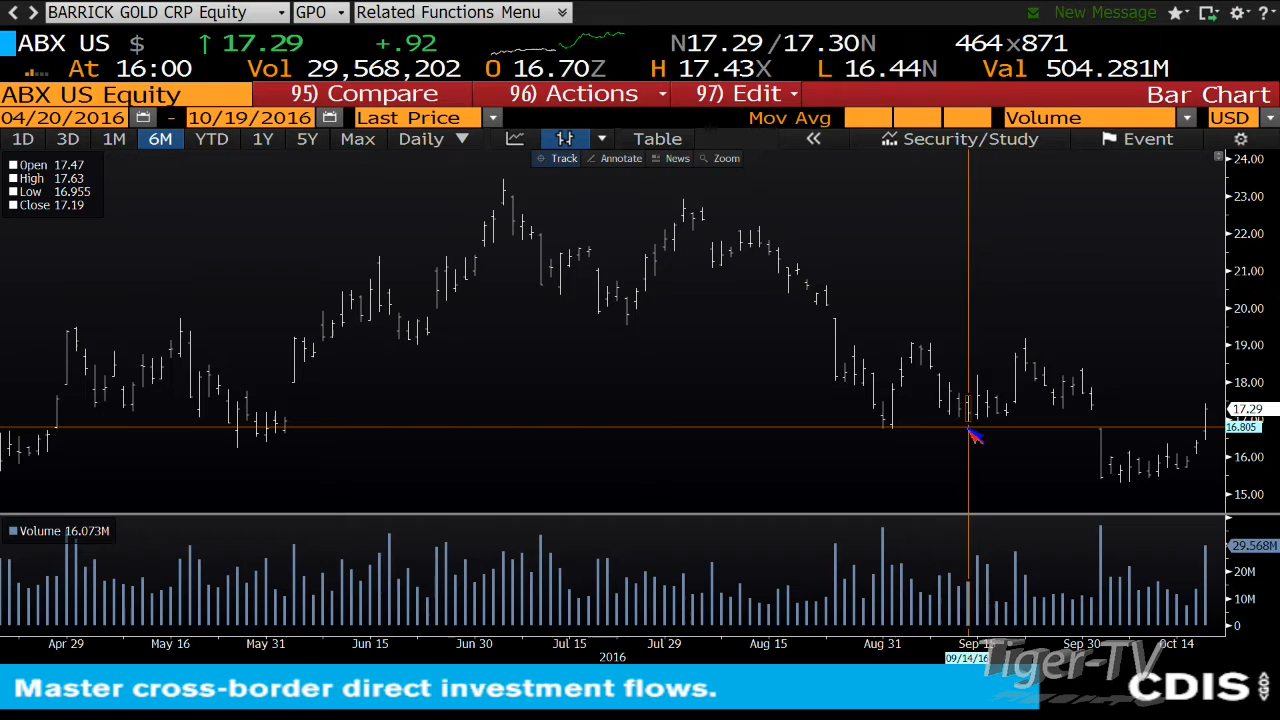 BARRICK GOLD CRP Equity GPO Related Functions Menu New Message ?
ABX US $ ↑ 17.29 +.92 N17.29 /17.30N 464x871
At 16:00 Vol 29,568,202 O 16.70Z H 17.43X L 16.44N Val 504.281M
ABX US Equity 95) Compare 96) Actions 97) Edit Bar Chart
04/20/2016 - 10/19/2016 Last Price Mov Avg Volume USD
1D 3D 1M 6M YTD 1Y 5Y Max Daily ▼ Table « Security/Study Event
Track Annotate News Zoom
Open 17.47
High 17.63
Low 16.955
Close 17.19
24.00
23.00
22.00
21.00
20.00
19.00
18.00
17.29
16.805
16.00
15.00
Volume 16.073M
29.568M
20M
10M
0
Apr 29 May 16 May 31 Jun 15 Jun 30 Jul 15 Jul 29 Aug 15 Aug 31 Sep 15 Sep 30 Oct 14
2016
09/14/16
Tiger-TV
Master cross-border direct investment flows.
CDIS